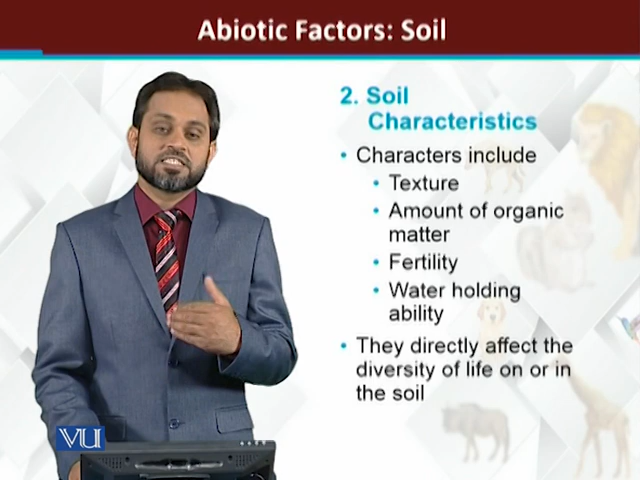 Abiotic Factors: Soil
2. Soil
Characteristics
• Characters include
• Texture
• Amount of organic
matter
• Fertility
• Water holding
ability
• They directly affect the
diversity of life on or in
the soil
VU